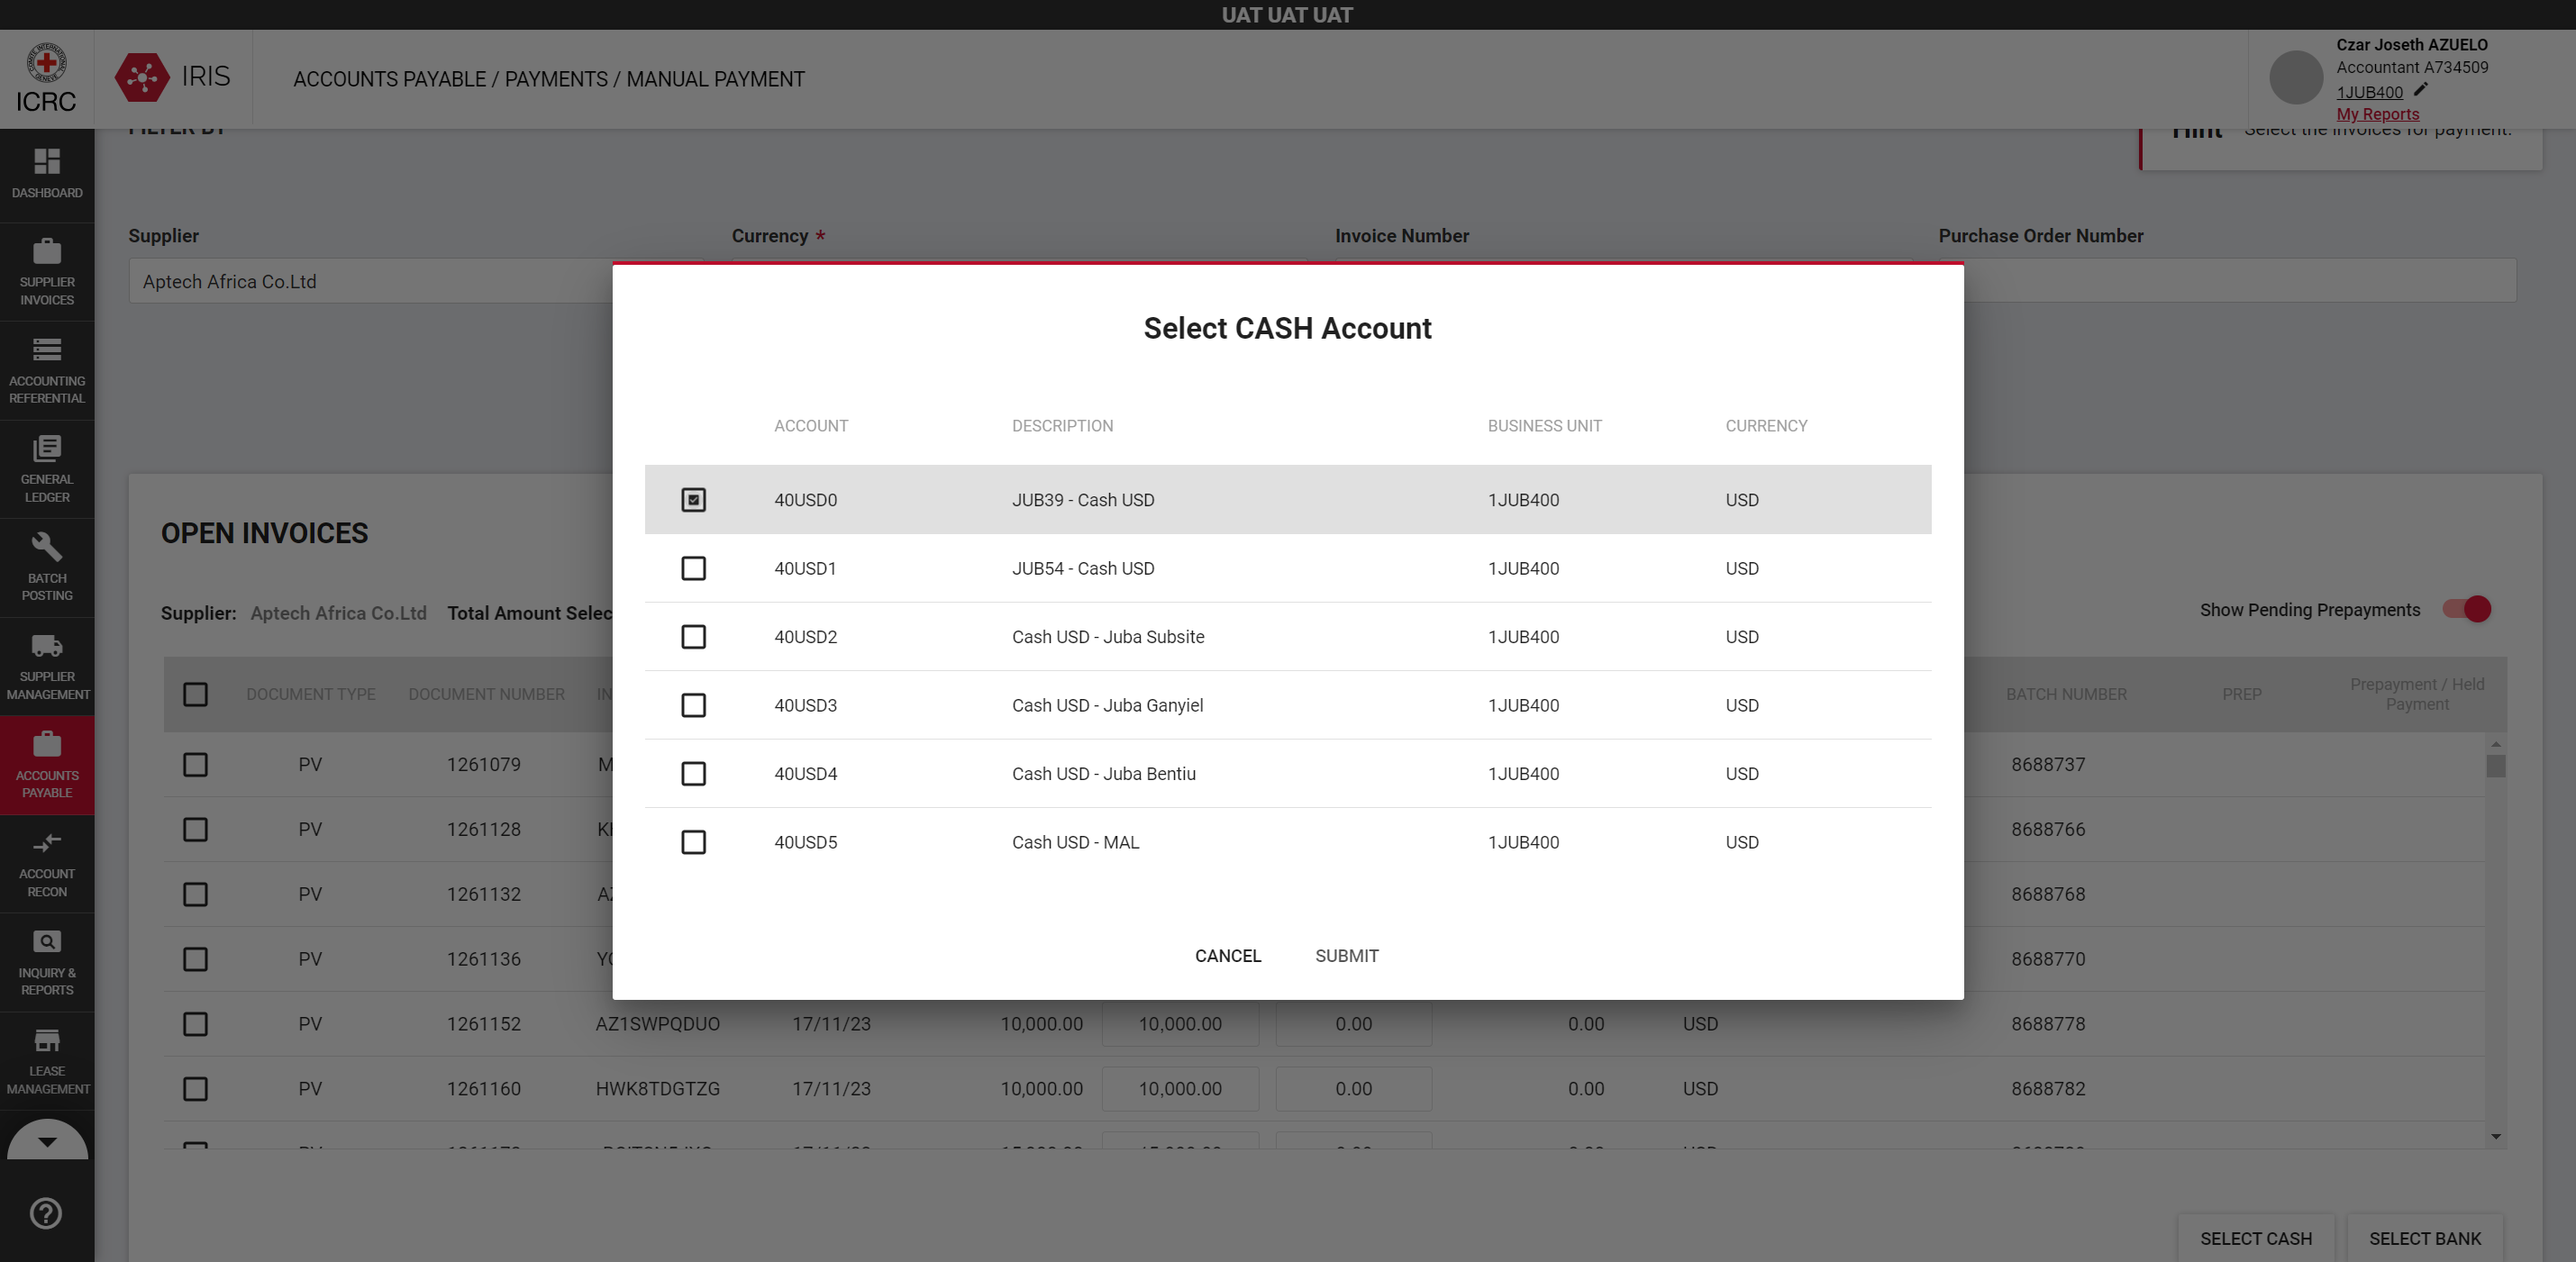 UAT UAT UAT
ICRC
IRIS
ACCOUNTS PAYABLE / PAYMENTS / MANUAL PAYMENT
Czar Joseth AZUELO
Accountant A734509
1JUB400
My Reports
FILTER BY
Hint Select the invoices for payment.
DASHBOARD
SUPPLIER INVOICES
ACCOUNTING REFERENTIAL
GENERAL LEDGER
BATCH POSTING
SUPPLIER MANAGEMENT
ACCOUNTS PAYABLE
ACCOUNT RECON
INQUIRY & REPORTS
LEASE MANAGEMENT
Supplier Currency * Invoice Number Purchase Order Number
Aptech Africa Co.Ltd
Select CASH Account
ACCOUNT DESCRIPTION BUSINESS UNIT CURRENCY
40USD0 JUB39 - Cash USD 1JUB400 USD
40USD1 JUB54 - Cash USD 1JUB400 USD
40USD2 Cash USD - Juba Subsite 1JUB400 USD
40USD3 Cash USD - Juba Ganyiel 1JUB400 USD
40USD4 Cash USD - Juba Bentiu 1JUB400 USD
40USD5 Cash USD - MAL 1JUB400 USD
CANCEL SUBMIT
OPEN INVOICES
Supplier: Aptech Africa Co.Ltd Total Amount Selec
Show Pending Prepayments
DOCUMENT TYPE DOCUMENT NUMBER IN BATCH NUMBER PREP Prepayment / Held Payment
PV 1261079 M 8688737
PV 1261128 8688766
PV 1261132 8688768
PV 1261136 8688770
PV 1261152 AZ1SWPQDUO 17/11/23 10,000.00 10,000.00 0.00 0.00 USD 8688778
PV 1261160 HWK8TDGTZG 17/11/23 10,000.00 10,000.00 0.00 0.00 USD 8688782
SELECT CASH SELECT BANK